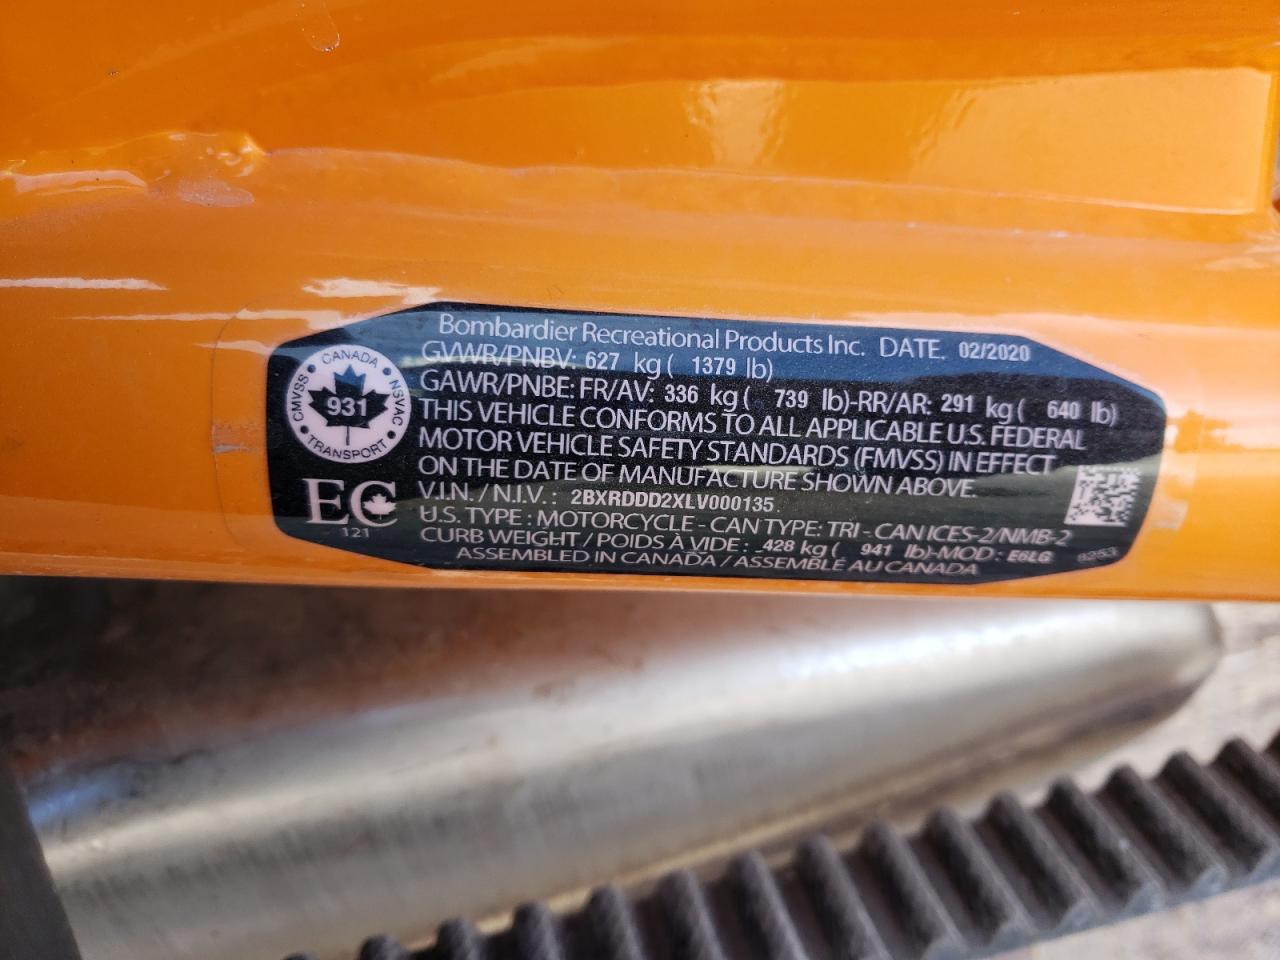 Bombardier Recreational Products Inc. DATE. 02/2020
GVWR/PNBV: 627 kg ( 1379 lb)
GAWR/PNBE: FR/AV: 336 kg ( 739 lb)-RR/AR: 291 kg ( 640 lb)
THIS VEHICLE CONFORMS TO ALL APPLICABLE U.S. FEDERAL
MOTOR VEHICLE SAFETY STANDARDS (FMVSS) IN EFFECT
ON THE DATE OF MANUFACTURE SHOWN ABOVE.
V.I.N. / N.I.V. : 2BXRDDD2XLV000135
U.S. TYPE : MOTORCYCLE - CAN TYPE: TRI - CAN ICES-2/NMB-2
CURB WEIGHT / POIDS À VIDE : 428 kg ( 941 lb)-MOD : E6LG
ASSEMBLED IN CANADA / ASSEMBLÉ AU CANADA
CANADA
CMVSS • NSVAC
931
TRANSPORT
EC
121